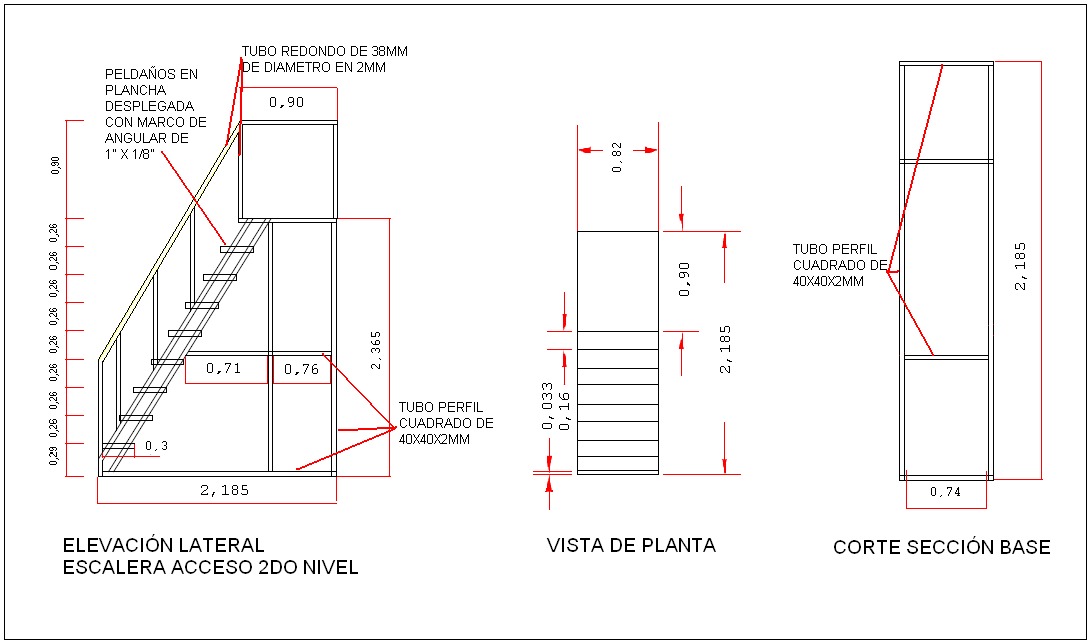 TUBO REDONDO DE 38MM
DE DIAMETRO EN 2MM
PELDAÑOS EN
PLANCHA
DESPLEGADA
CON MARCO DE
ANGULAR DE
1" X 1/8"
0,90
0,90
0,26
0,26
0,26
0,26
0,26
0,26
0,26
0,26
0,29
0,3
0,71
0,76
2,365
2,185
TUBO PERFIL
CUADRADO DE
40X40X2MM
ELEVACIÓN LATERAL
ESCALERA ACCESO 2DO NIVEL
0,82
0,90
2,185
0,033
0,16
VISTA DE PLANTA
TUBO PERFIL
CUADRADO DE
40X40X2MM
2,185
0,74
CORTE SECCIÓN BASE